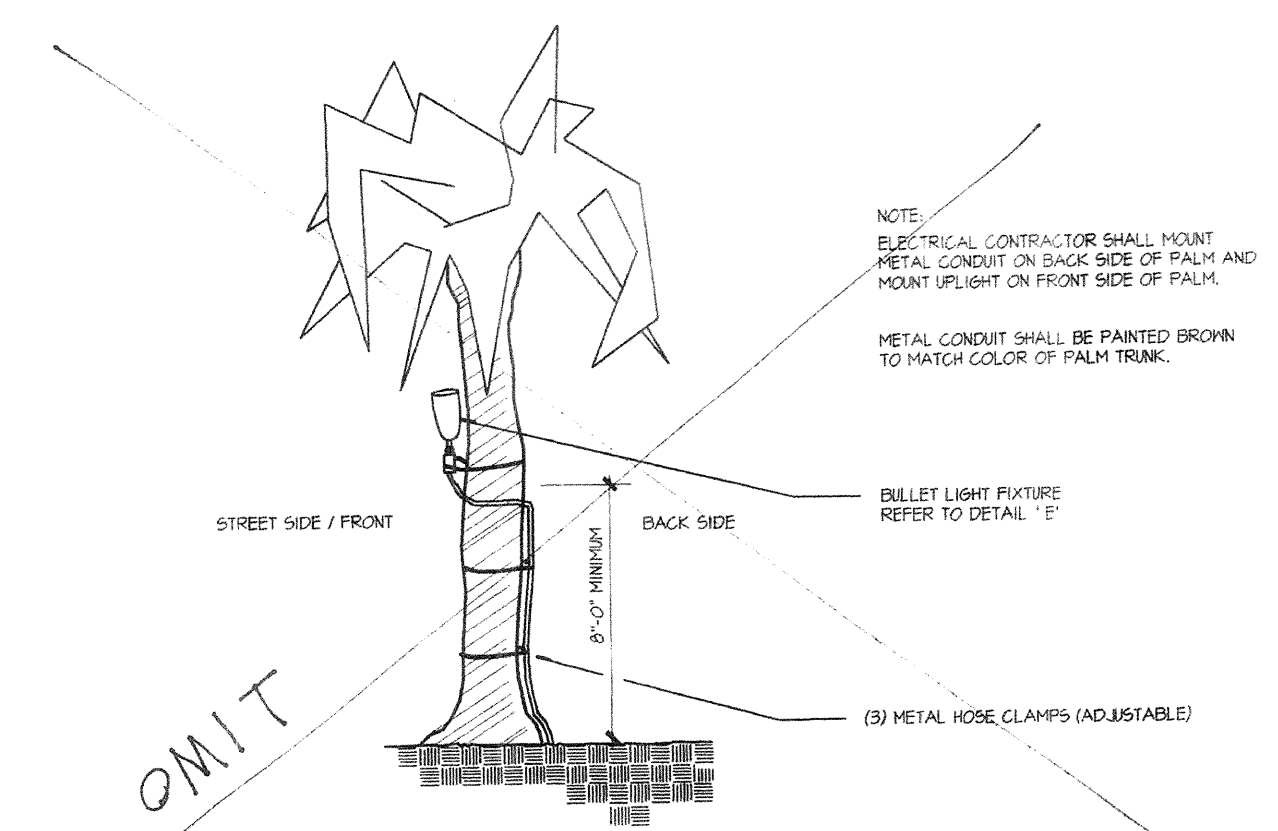 NOTE:
ELECTRICAL CONTRACTOR SHALL MOUNT
METAL CONDUIT ON BACK SIDE OF PALM AND
MOUNT UPLIGHT ON FRONT SIDE OF PALM.
METAL CONDUIT SHALL BE PAINTED BROWN
TO MATCH COLOR OF PALM TRUNK.
BULLET LIGHT FIXTURE
REFER TO DETAIL 'E'
STREET SIDE / FRONT
BACK SIDE
8"-0" MINIMUM
(3) METAL HOSE CLAMPS (ADJUSTABLE)
OMIT